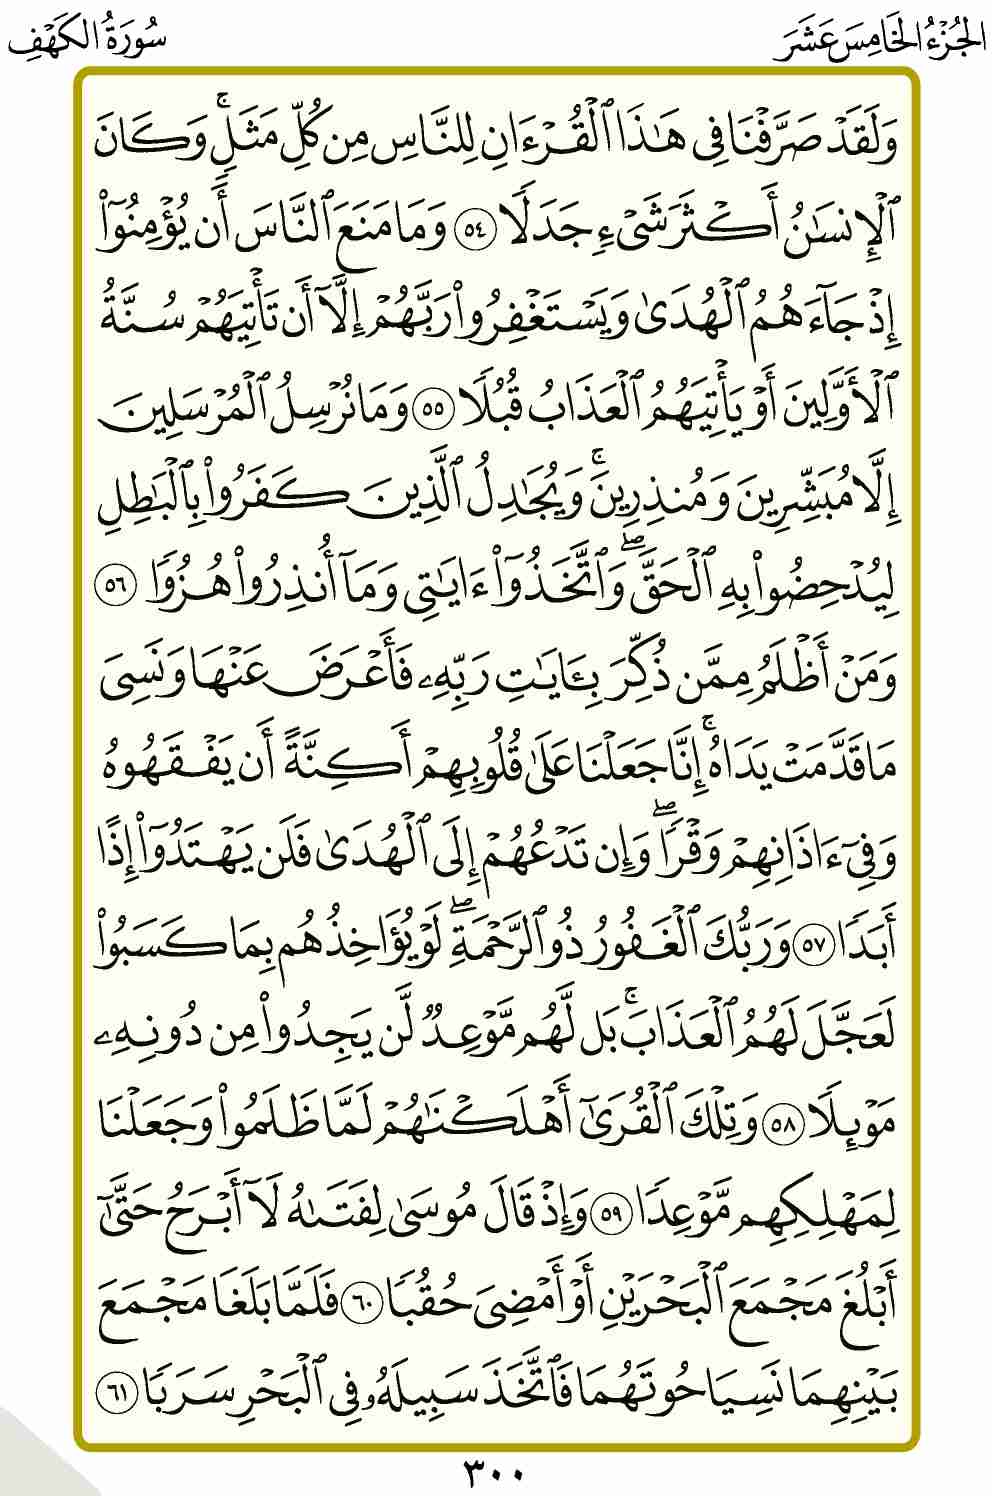 الجُزْءُ الخَامِسَ عَشَرَ
سُورَةُ الكَهْفِ
وَلَقَدْ صَرَّفْنَا فِى هَٰذَا ٱلْقُرْءَانِ لِلنَّاسِ مِن كُلِّ مَثَلٍۢ ۚ وَكَانَ
ٱلْإِنسَٰنُ أَكْثَرَ شَىْءٍۢ جَدَلًۭا ٥٤ وَمَا مَنَعَ ٱلنَّاسَ أَن يُؤْمِنُوٓا۟
إِذْ جَآءَهُمُ ٱلْهُدَىٰ وَيَسْتَغْفِرُوا۟ رَبَّهُمْ إِلَّآ أَن تَأْتِيَهُمْ سُنَّةُ
ٱلْأَوَّلِينَ أَوْ يَأْتِيَهُمُ ٱلْعَذَابُ قُبُلًۭا ٥٥ وَمَا نُرْسِلُ ٱلْمُرْسَلِينَ
إِلَّا مُبَشِّرِينَ وَمُنذِرِينَ ۚ وَيُجَٰدِلُ ٱلَّذِينَ كَفَرُوا۟ بِٱلْبَٰطِلِ
لِيُدْحِضُوا۟ بِهِ ٱلْحَقَّ ۖ وَٱتَّخَذُوٓا۟ ءَايَٰتِى وَمَآ أُنذِرُوا۟ هُزُوًۭا ٥٦
وَمَنْ أَظْلَمُ مِمَّن ذُكِّرَ بِـَٔايَٰتِ رَبِّهِۦ فَأَعْرَضَ عَنْهَا وَنَسِىَ
مَا قَدَّمَتْ يَدَاهُ ۚ إِنَّا جَعَلْنَا عَلَىٰ قُلُوبِهِمْ أَكِنَّةً أَن يَفْقَهُوهُ
وَفِىٓ ءَاذَانِهِمْ وَقْرًۭا ۖ وَإِن تَدْعُهُمْ إِلَى ٱلْهُدَىٰ فَلَن يَهْتَدُوٓا۟ إِذًا
أَبَدًۭا ٥٧ وَرَبُّكَ ٱلْغَفُورُ ذُو ٱلرَّحْمَةِ ۖ لَوْ يُؤَاخِذُهُم بِمَا كَسَبُوا۟
لَعَجَّلَ لَهُمُ ٱلْعَذَابَ ۚ بَل لَّهُم مَّوْعِدٌۭ لَّن يَجِدُوا۟ مِن دُونِهِۦ
مَوْئِلًۭا ٥٨ وَتِلْكَ ٱلْقُرَىٰٓ أَهْلَكْنَٰهُمْ لَمَّا ظَلَمُوا۟ وَجَعَلْنَا
لِمَهْلِكِهِم مَّوْعِدًۭا ٥٩ وَإِذْ قَالَ مُوسَىٰ لِفَتَىٰهُ لَآ أَبْرَحُ حَتَّىٰٓ
أَبْلُغَ مَجْمَعَ ٱلْبَحْرَيْنِ أَوْ أَمْضِىَ حُقُبًۭا ٦٠ فَلَمَّا بَلَغَا مَجْمَعَ
بَيْنِهِمَا نَسِيَا حُوتَهُمَا فَٱتَّخَذَ سَبِيلَهُۥ فِى ٱلْبَحْرِ سَرَبًۭا ٦١
٣٠٠